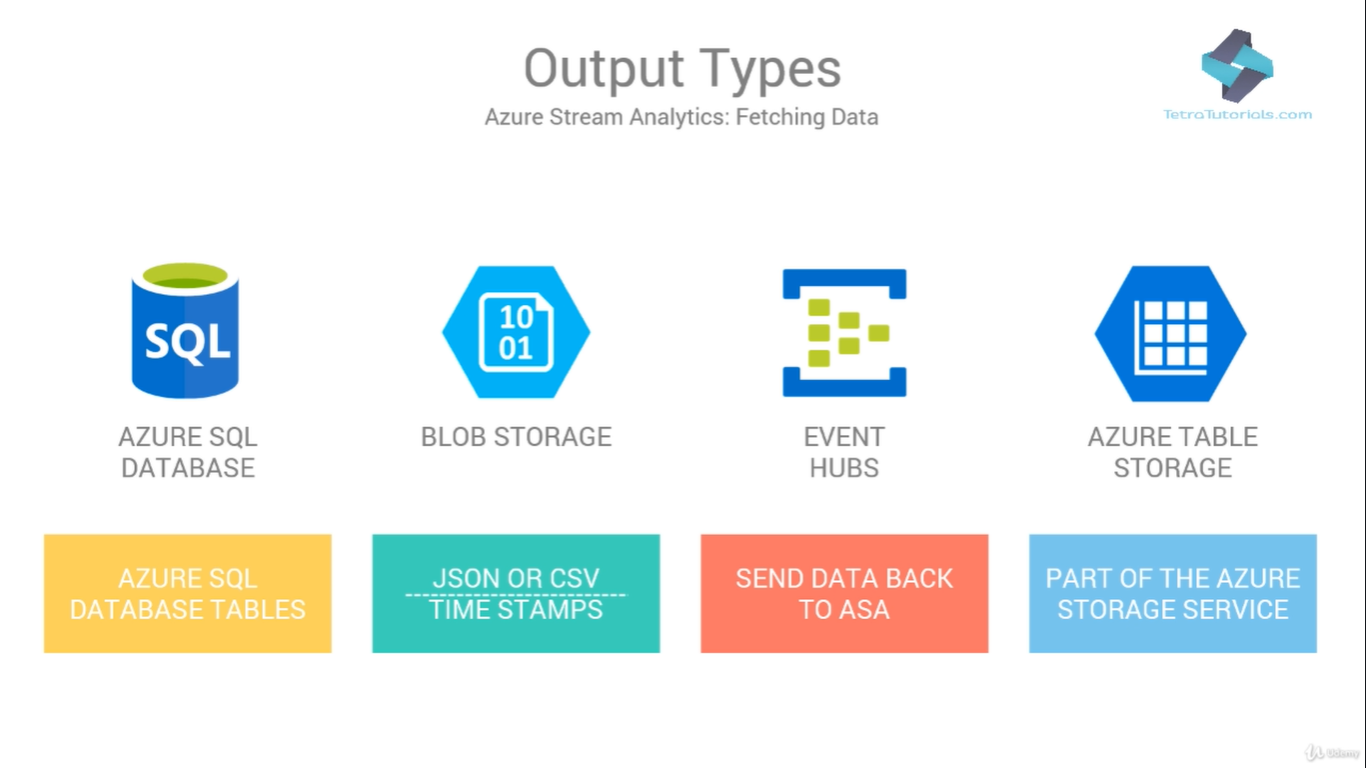 Output Types
Azure Stream Analytics: Fetching Data
TetraTutorials.com
SQL
10
01
AZURE SQL
DATABASE
BLOB STORAGE
EVENT
HUBS
AZURE TABLE
STORAGE
AZURE SQL
DATABASE TABLES
JSON OR CSV
TIME STAMPS
SEND DATA BACK
TO ASA
PART OF THE AZURE
STORAGE SERVICE
Udemy